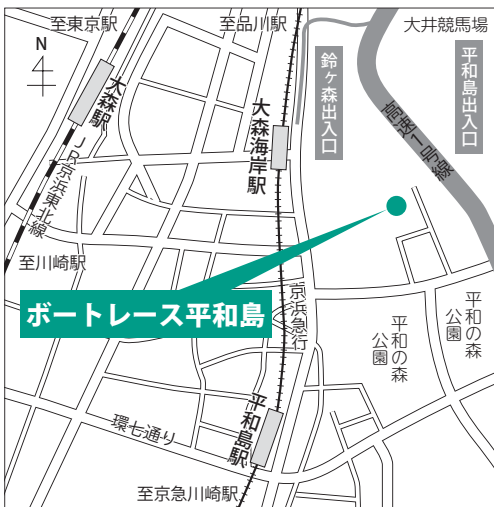 至東京駅
至品川駅
大井競馬場
N
鈴ヶ森出入口
平和島出入口
大森駅
大森海岸駅
高速1号線
JR京浜東北線
至川崎駅
ボートレース平和島
京浜急行
平和の森
公園
平和の森
公園
環七通り
平和島駅
至京急川崎駅